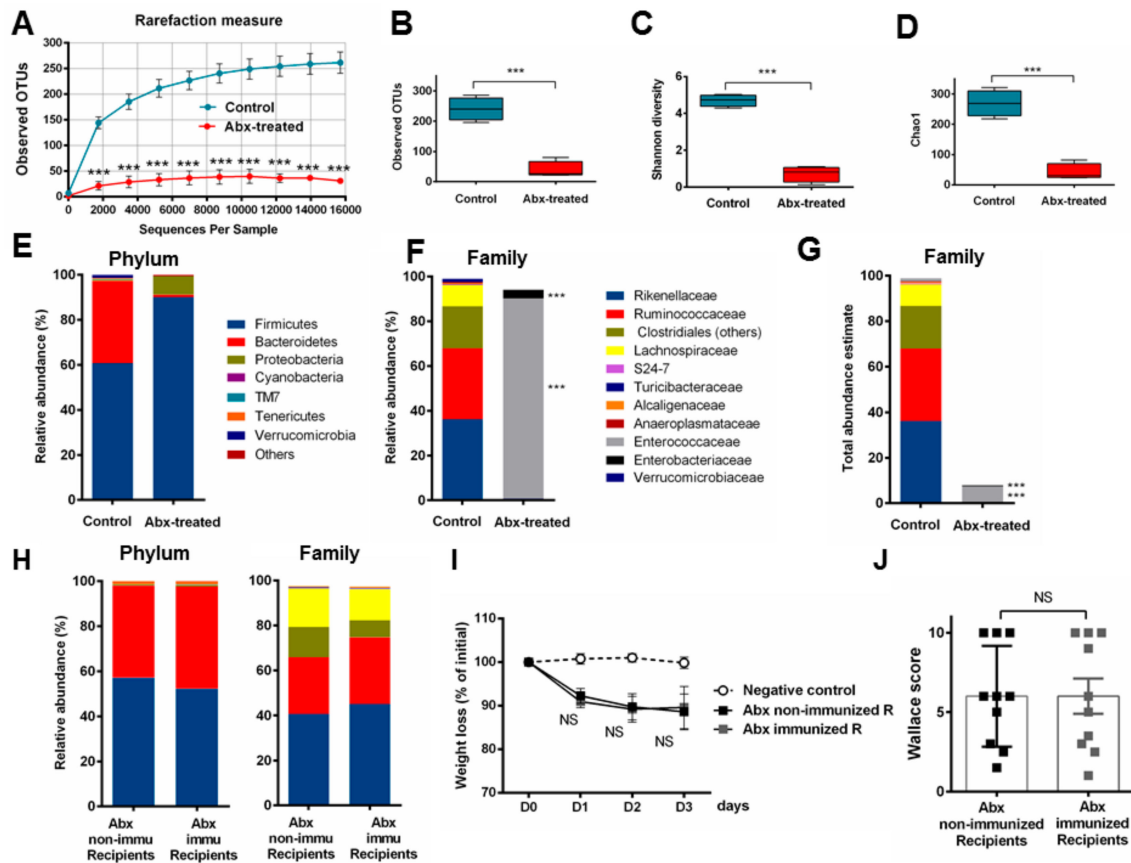 A
Rarefaction measure
Observed OTUs
300
250
200
150
100
50
0
Control
Abx-treated
*** *** *** *** *** *** *** *** ***
0 2000 4000 6000 8000 10000 12000 14000 16000
Sequences Per Sample
B
***
Observed OTUs
300
200
100
0
Control Abx-treated
C
***
Shannon diversity
6
4
2
0
Control Abx-treated
D
***
Chao1
300
200
100
0
Control Abx-treated
E
Phylum
Relative abundance (%)
100
80
60
40
20
0
Control Abx-treated
Firmicutes
Bacteroidetes
Proteobacteria
Cyanobacteria
TM7
Tenericutes
Verrucomicrobia
Others
F
Family
Relative abundance (%)
100
80
60
40
20
0
***
***
Control Abx-treated
Rikenellaceae
Ruminoccaceae
Clostridiales (others)
Lachnospiraceae
S24-7
Turicibacteraceae
Alcaligenaceae
Anaeroplasmataceae
Enterococcaceae
Enterobacteriaceae
Verrucomicrobiaceae
G
Family
Total abundance estimate
100
80
60
40
20
0
***
***
Control Abx-treated
H
Phylum
Relative abundance (%)
100
80
60
40
20
0
Abx
non-immu
Recipients
Abx
immu
Recipients
Family
100
80
60
40
20
0
Abx
non-immu
Recipients
Abx
immu
Recipients
I
Weight loss (% of initial)
110
100
90
80
70
NS NS NS
D0 D1 D2 D3 days
Negative control
Abx non-immunized R
Abx immunized R
J
NS
Wallace score
10
5
0
Abx
non-immunized
Recipients
Abx
immunized
Recipients